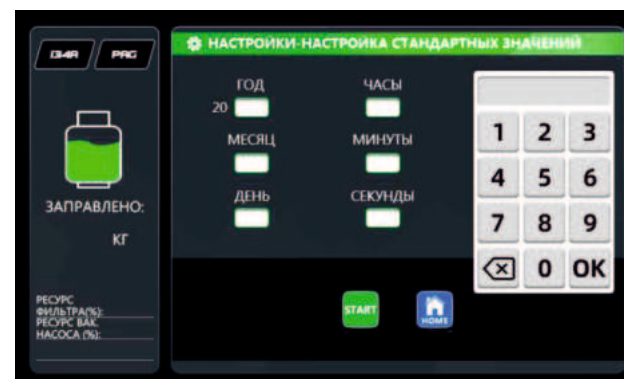 134A PAG
ЗАПРАВЛЕНО:
КГ
РЕСУРС
ФИЛЬТРА(%):
РЕСУРС ВАК.
НАСОСА (%):
НАСТРОЙКИ-НАСТРОЙКА СТАНДАРТНЫХ ЗНАЧЕНИЙ
ГОД ЧАСЫ
20
МЕСЯЦ МИНУТЫ
ДЕНЬ СЕКУНДЫ
1 2 3
4 5 6
7 8 9
0 OK
START HOME